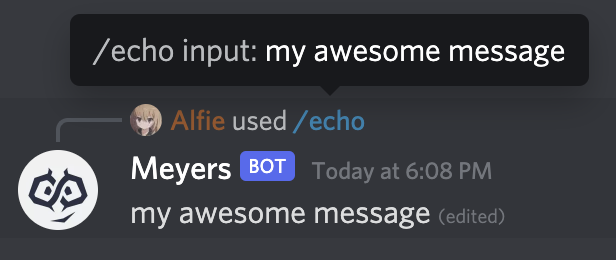 /echo input: my awesome message
Alfie used /echo
Meyers BOT Today at 6:08 PM
my awesome message (edited)